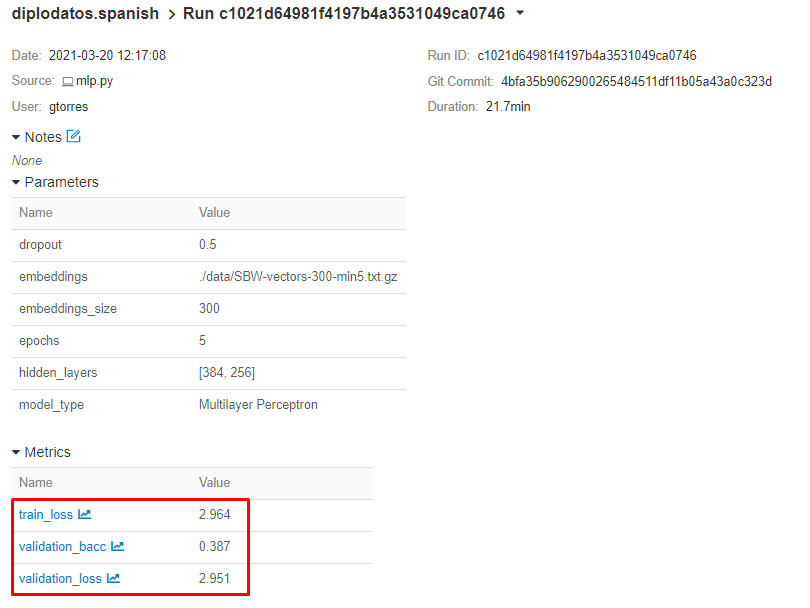 diplodatos.spanish > Run c1021d64981f4197b4a3531049ca0746
Date: 2021-03-20 12:17:08
Run ID: c1021d64981f4197b4a3531049ca0746
Source: mlp.py
Git Commit: 4bfa35b9062900265484511df11b05a43a0c323d
User: gtorres
Duration: 21.7min
Notes
None
Parameters
Name Value
dropout 0.5
embeddings ./data/SBW-vectors-300-min5.txt.gz
embeddings_size 300
epochs 5
hidden_layers [384, 256]
model_type Multilayer Perceptron
Metrics
Name Value
train_loss 2.964
validation_bacc 0.387
validation_loss 2.951